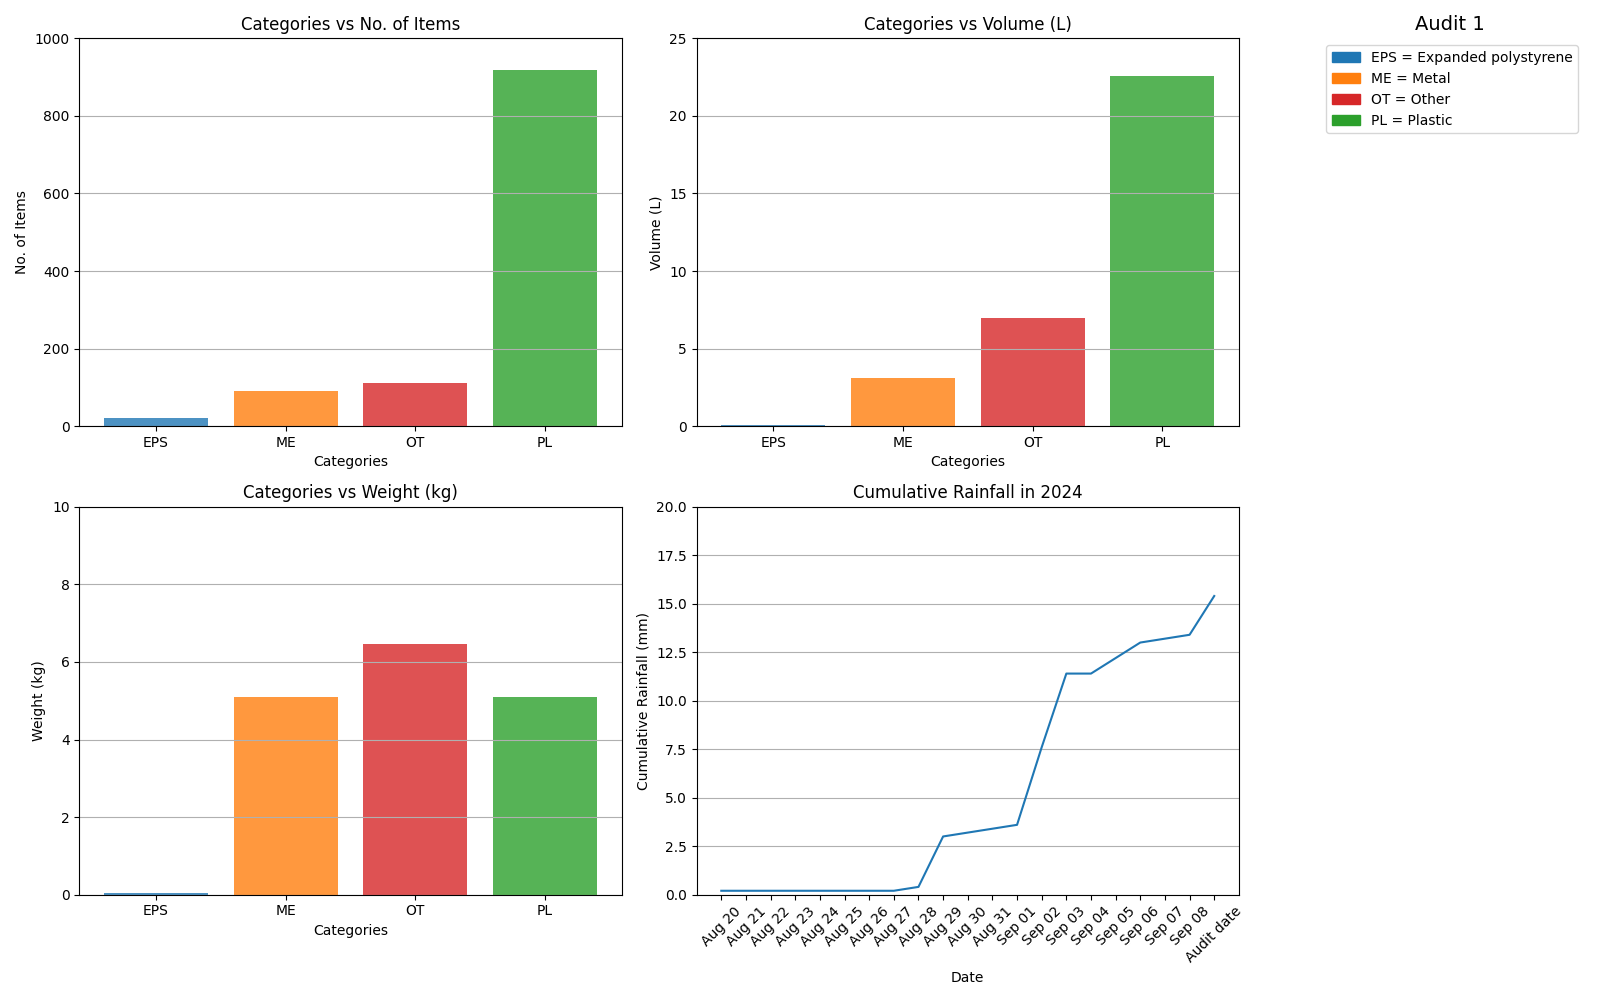 Categories vs No. of Items
1000
800
600
400
200
0
No. of Items
EPS ME OT PL
Categories
Categories vs Volume (L)
25
20
15
10
5
0
Volume (L)
EPS ME OT PL
Categories
Audit 1
EPS = Expanded polystyrene
ME = Metal
OT = Other
PL = Plastic
Categories vs Weight (kg)
10
8
6
4
2
0
Weight (kg)
EPS ME OT PL
Categories
Cumulative Rainfall in 2024
20.0
17.5
15.0
12.5
10.0
7.5
5.0
2.5
0.0
Cumulative Rainfall (mm)
Aug 20
Aug 21
Aug 22
Aug 23
Aug 24
Aug 25
Aug 26
Aug 27
Aug 28
Aug 29
Aug 30
Aug 31
Sep 01
Sep 02
Sep 03
Sep 04
Sep 05
Sep 06
Sep 07
Sep 08
Audit date
Date